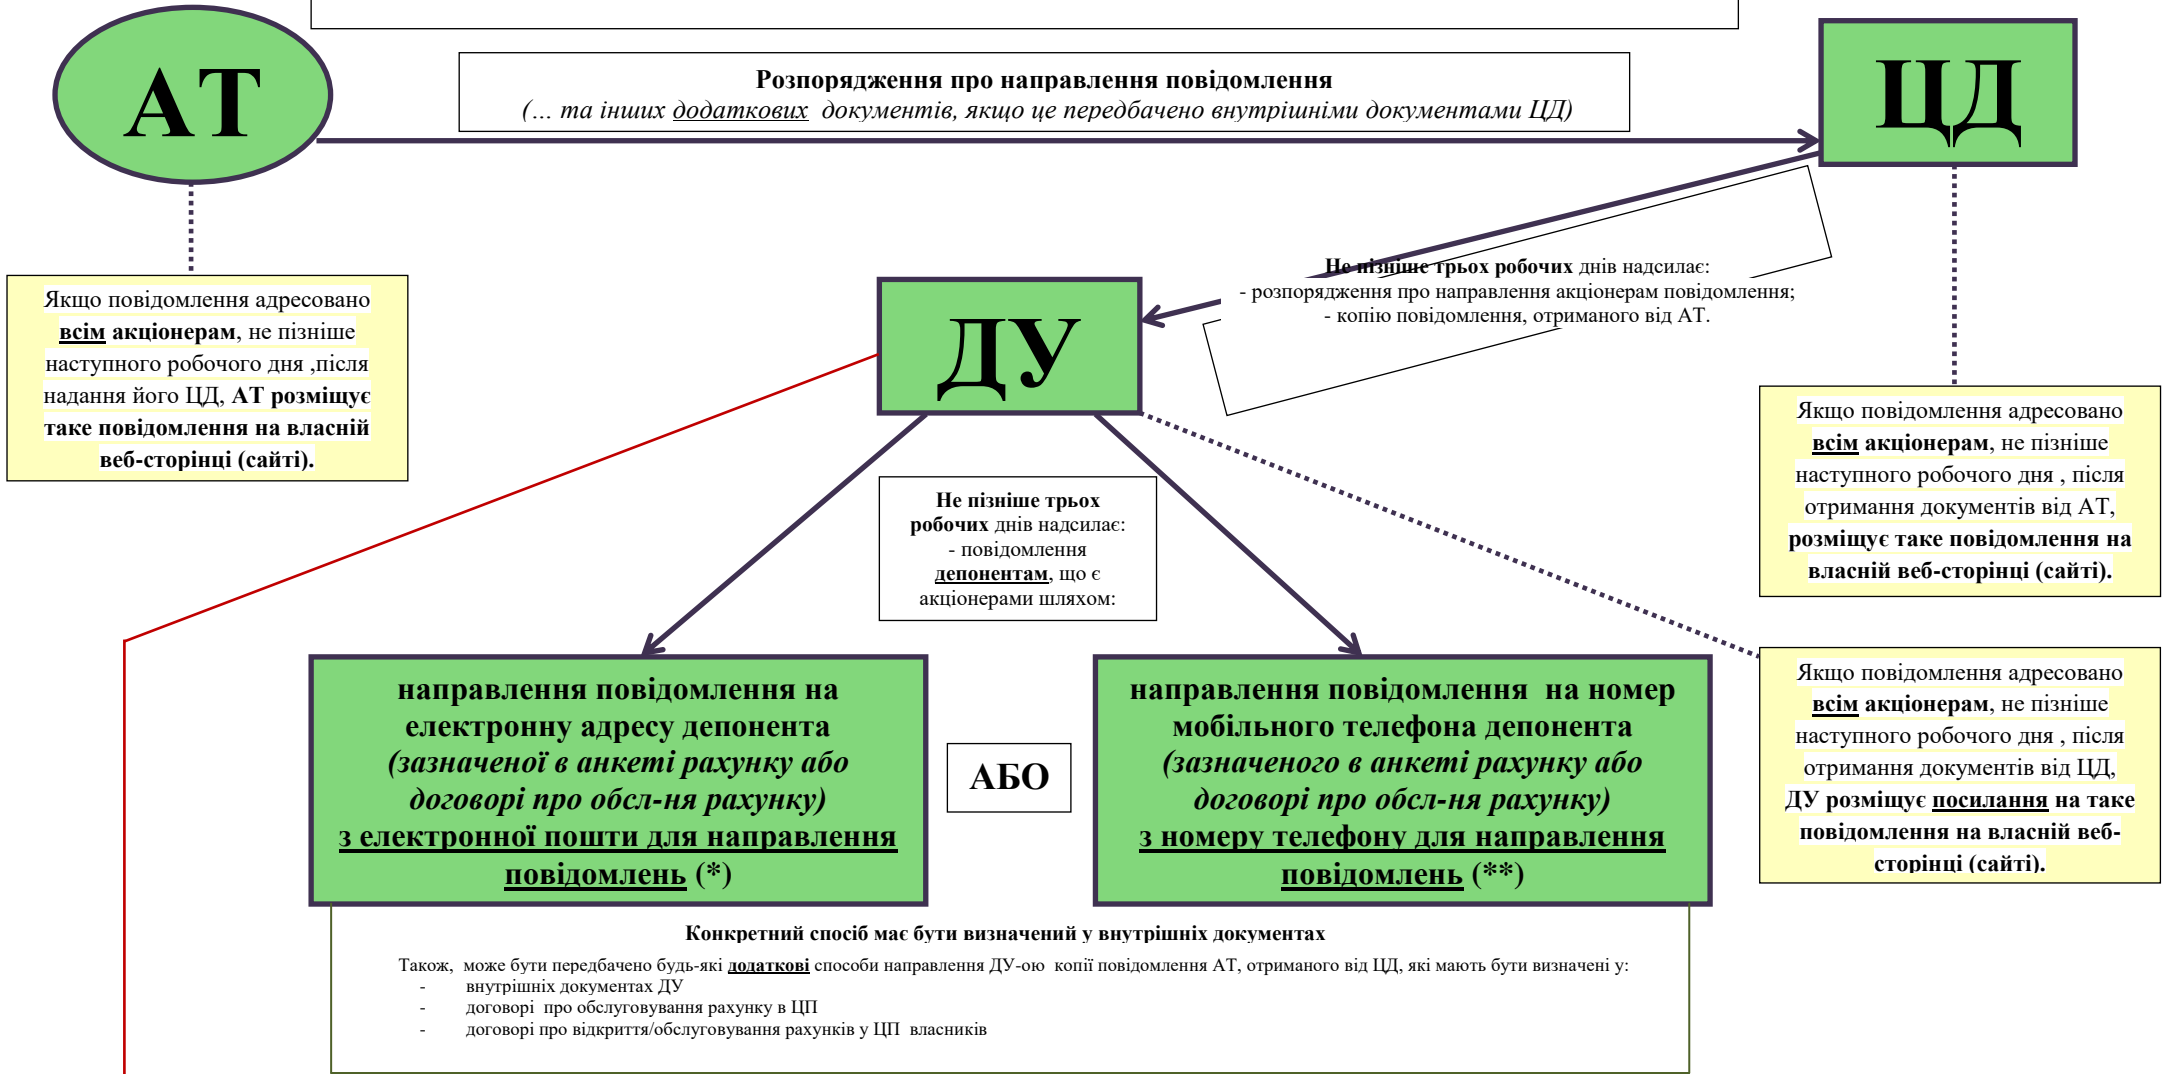 АТ
ЦД
Розпорядження про направлення повідомлення
(... та інших додаткових документів, якщо це передбачено внутрішніми документами ЦД)
Не пізніше трьох робочих днів надсилає:
- розпорядження про направлення акціонерам повідомлення;
- копію повідомлення, отриманого від АТ.
Якщо повідомлення адресовано
всім акціонерам, не пізніше
наступного робочого дня ,після
надання його ЦД, АТ розміщує
таке повідомлення на власній
веб-сторінці (сайті).
ДУ
Якщо повідомлення адресовано
всім акціонерам, не пізніше
наступного робочого дня , після
отримання документів від АТ,
розміщує таке повідомлення на
власній веб-сторінці (сайті).
Не пізніше трьох
робочих днів надсилає:
- повідомлення
депонентам, що є
акціонерами шляхом:
направлення повідомлення на
електронну адресу депонента
(зазначеної в анкеті рахунку або
договорі про обсл-ня рахунку)
з електронної пошти для направлення
повідомлень (*)
АБО
направлення повідомлення на номер
мобільного телефона депонента
(зазначеного в анкеті рахунку або
договорі про обсл-ня рахунку)
з номеру телефону для направлення
повідомлень (**)
Якщо повідомлення адресовано
всім акціонерам, не пізніше
наступного робочого дня , після
отримання документів від ЦД,
ДУ розміщує посилання на таке
повідомлення на власній веб-
сторінці (сайті).
Конкретний спосіб має бути визначений у внутрішніх документах
Також, може бути передбачено будь-які додаткові способи направлення ДУ-ою копії повідомлення АТ, отриманого від ЦД, які мають бути визначені у:
- внутрішніх документах ДУ
- договорі про обслуговування рахунку в ЦП
- договорі про відкриття/обслуговування рахунків у ЦП власників